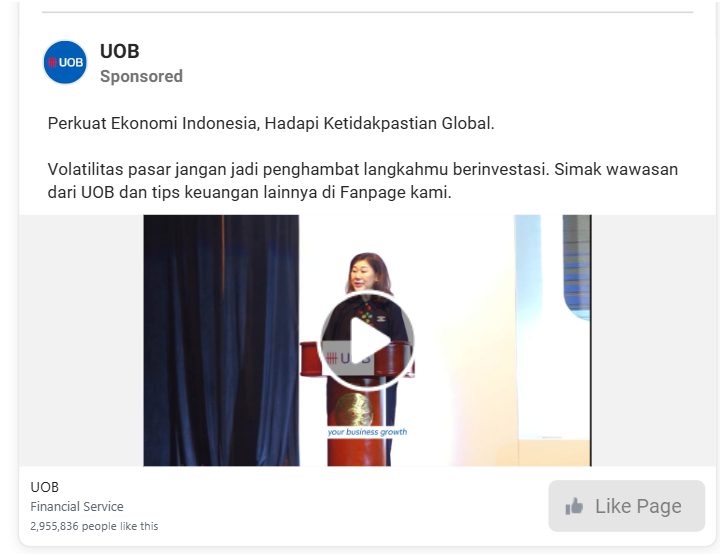 UOB
UOB
Sponsored
Perkuat Ekonomi Indonesia, Hadapi Ketidakpastian Global.
Volatilitas pasar jangan jadi penghambat langkahmu berinvestasi. Simak wawasan
dari UOB dan tips keuangan lainnya di Fanpage kami.
UOB
your business growth
UOB
Financial Service
2,955,836 people like this
Like Page